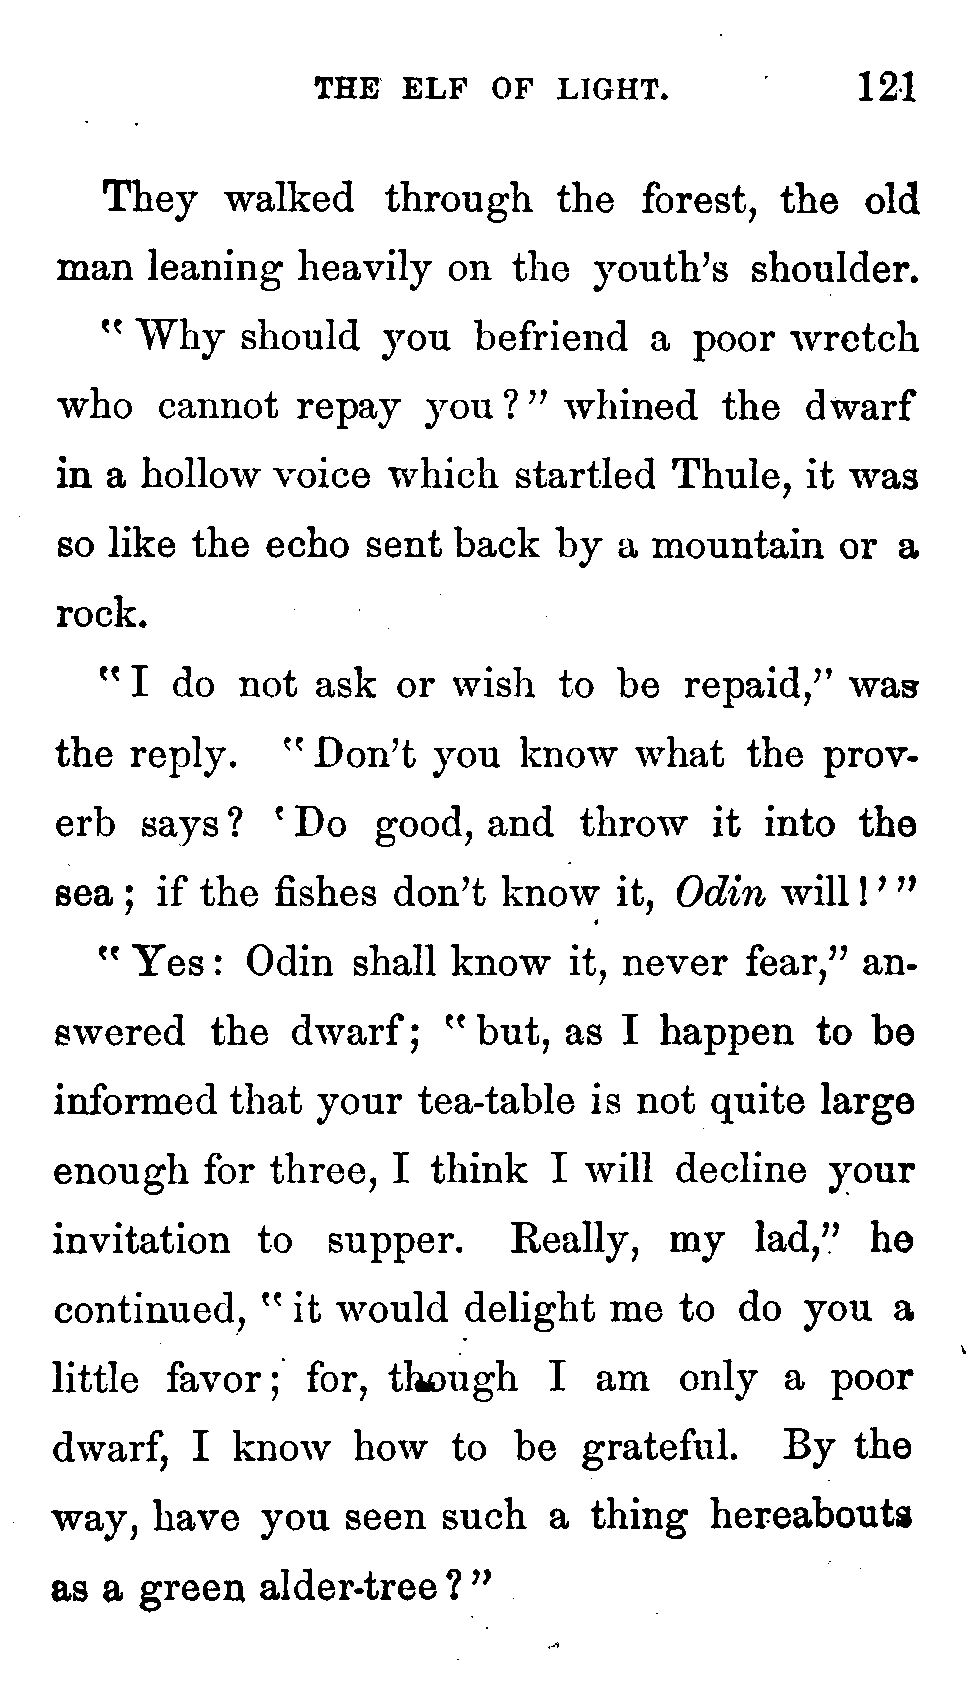 THE ELF OF LIGHT. 121
They walked through the forest, the old
man leaning heavily on the youth's shoulder.
"Why should you befriend a poor wretch
who cannot repay you?" whined the dwarf
in a hollow voice which startled Thule, it was
so like the echo sent back by a mountain or a
rock.
"I do not ask or wish to be repaid," was
the reply. "Don't you know what the prov-
erb says? 'Do good, and throw it into the
sea; if the fishes don't know it, Odin will!'"
"Yes: Odin shall know it, never fear," an-
swered the dwarf; "but, as I happen to be
informed that your tea-table is not quite large
enough for three, I think I will decline your
invitation to supper. Really, my lad," he
continued, "it would delight me to do you a
little favor; for, though I am only a poor
dwarf, I know how to be grateful. By the
way, have you seen such a thing hereabouts
as a green alder-tree?"